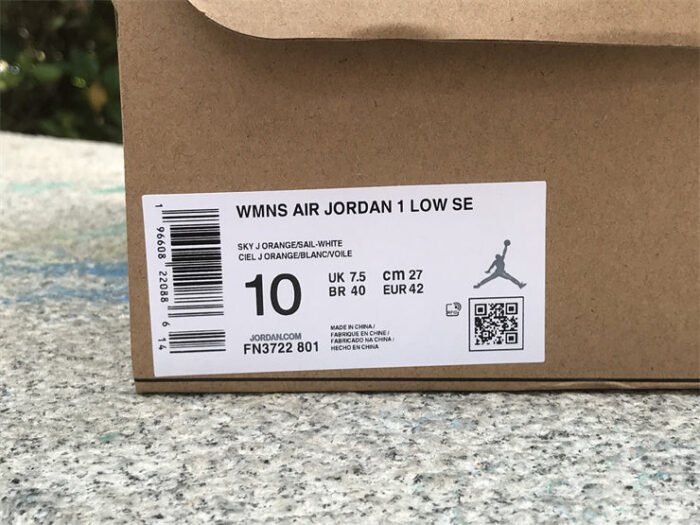 WMNS AIR JORDAN 1 LOW SE
SKY J ORANGE/SAIL-WHITE
CIEL J ORANGE/BLANC/VOILE
10
UK 7.5 cm 27
BR 40 EUR 42
JORDAN.COM
FN3722 801
MADE IN CHINA /
FABRIQUE EN CHINE /
FABRICADO NA CHINA /
HECHO EN CHINA
1 96608 22088 6 14